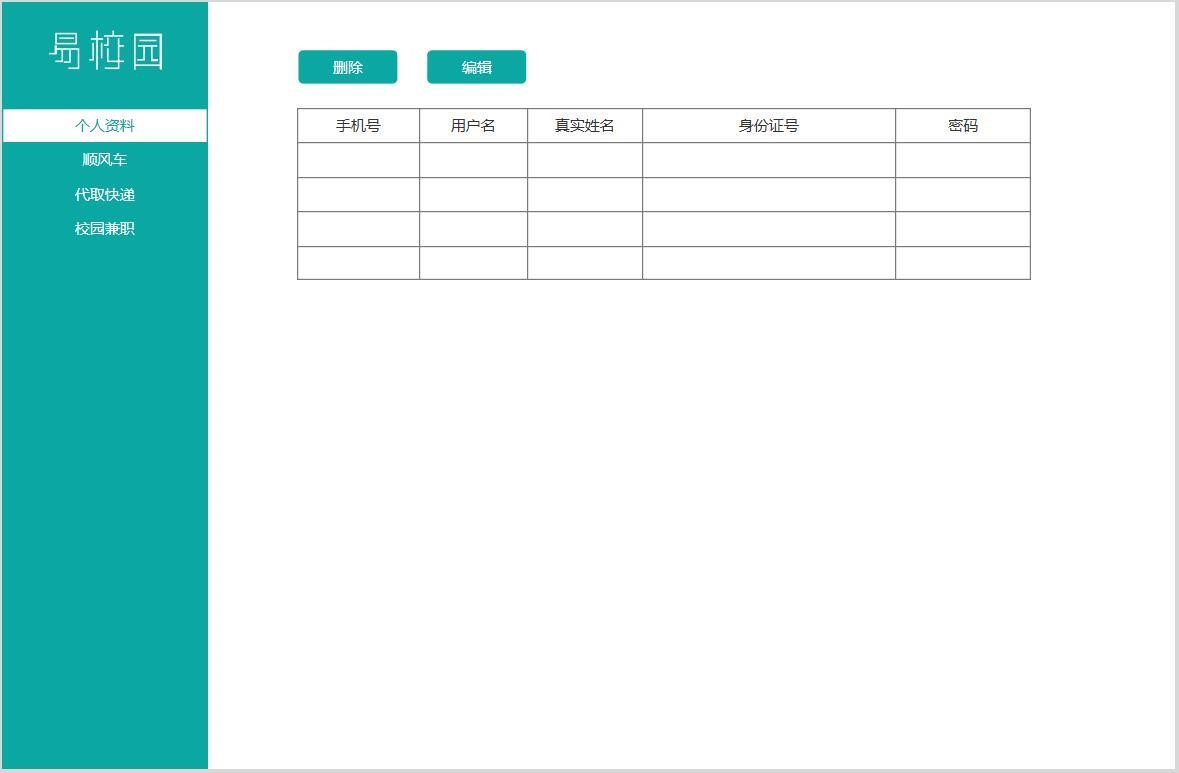 易校园
个人资料
顺风车
代取快递
校园兼职
删除 编辑
手机号 用户名 真实姓名 身份证号 密码